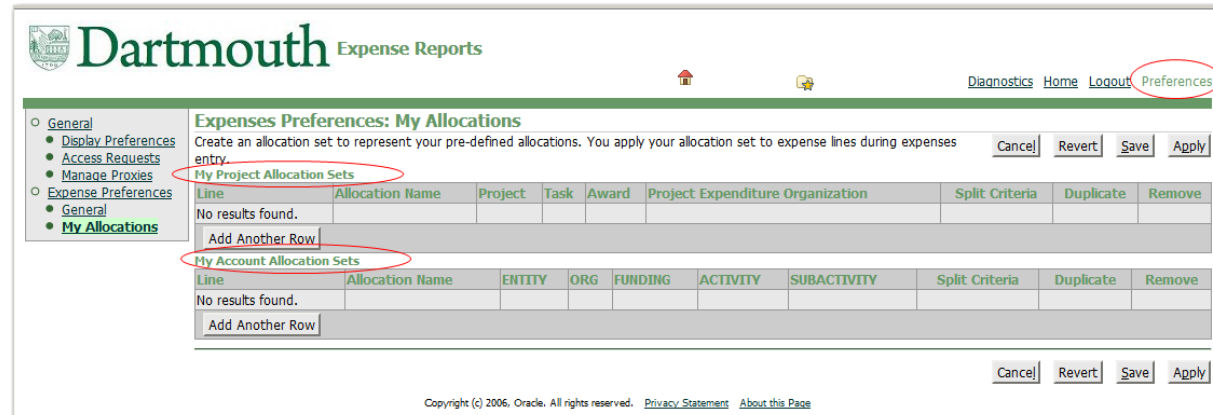 Dartmouth Expense Reports
Diagnostics Home Logout Preferences
General
Display Preferences
Access Requests
Manage Proxies
Expense Preferences
General
My Allocations
Expenses Preferences: My Allocations
Create an allocation set to represent your pre-defined allocations. You apply your allocation set to expense lines during expenses
entry.
Cancel Revert Save Apply
My Project Allocation Sets
Line Allocation Name Project Task Award Project Expenditure Organization Split Criteria Duplicate Remove
No results found.
Add Another Row
My Account Allocation Sets
Line Allocation Name ENTITY ORG FUNDING ACTIVITY SUBACTIVITY Split Criteria Duplicate Remove
No results found.
Add Another Row
Cancel Revert Save Apply
Copyright (c) 2006, Oracle. All rights reserved. Privacy Statement About this Page